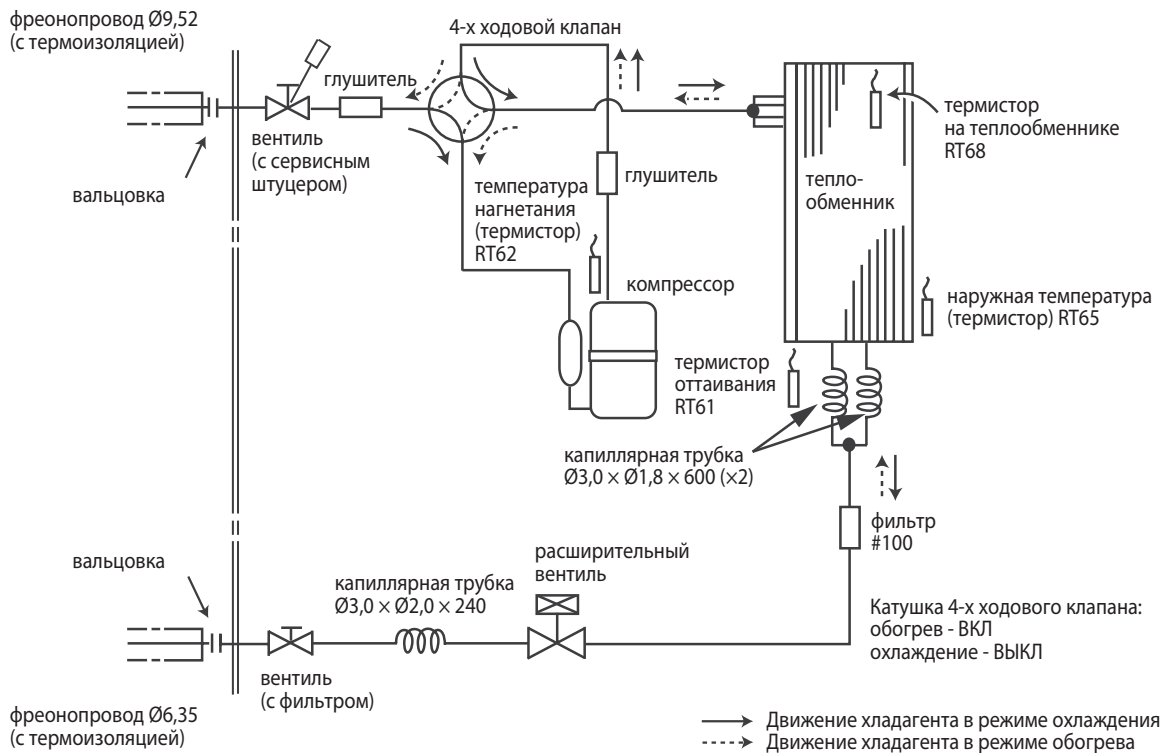 фреонопровод Ø9,52
(с термоизоляцией)
4-х ходовой клапан
глушитель
вентиль
(с сервисным
штуцером)
вальцовка
температура
нагнетания
(термистор)
RT62
глушитель
компрессор
термистор
на теплообменнике
RT68
тепло-
обменник
наружная температура
(термистор) RT65
термистор
оттаивания
RT61
капиллярная трубка
Ø3,0 × Ø1,8 × 600 (×2)
фильтр
#100
вальцовка
капиллярная трубка
Ø3,0 × Ø2,0 × 240
расширительный
вентиль
Катушка 4-х ходового клапана:
обогрев - ВКЛ
охлаждение - ВЫКЛ
вентиль
(с фильтром)
фреонопровод Ø6,35
(с термоизоляцией)
Движение хладагента в режиме охлаждения
Движение хладагента в режиме обогрева